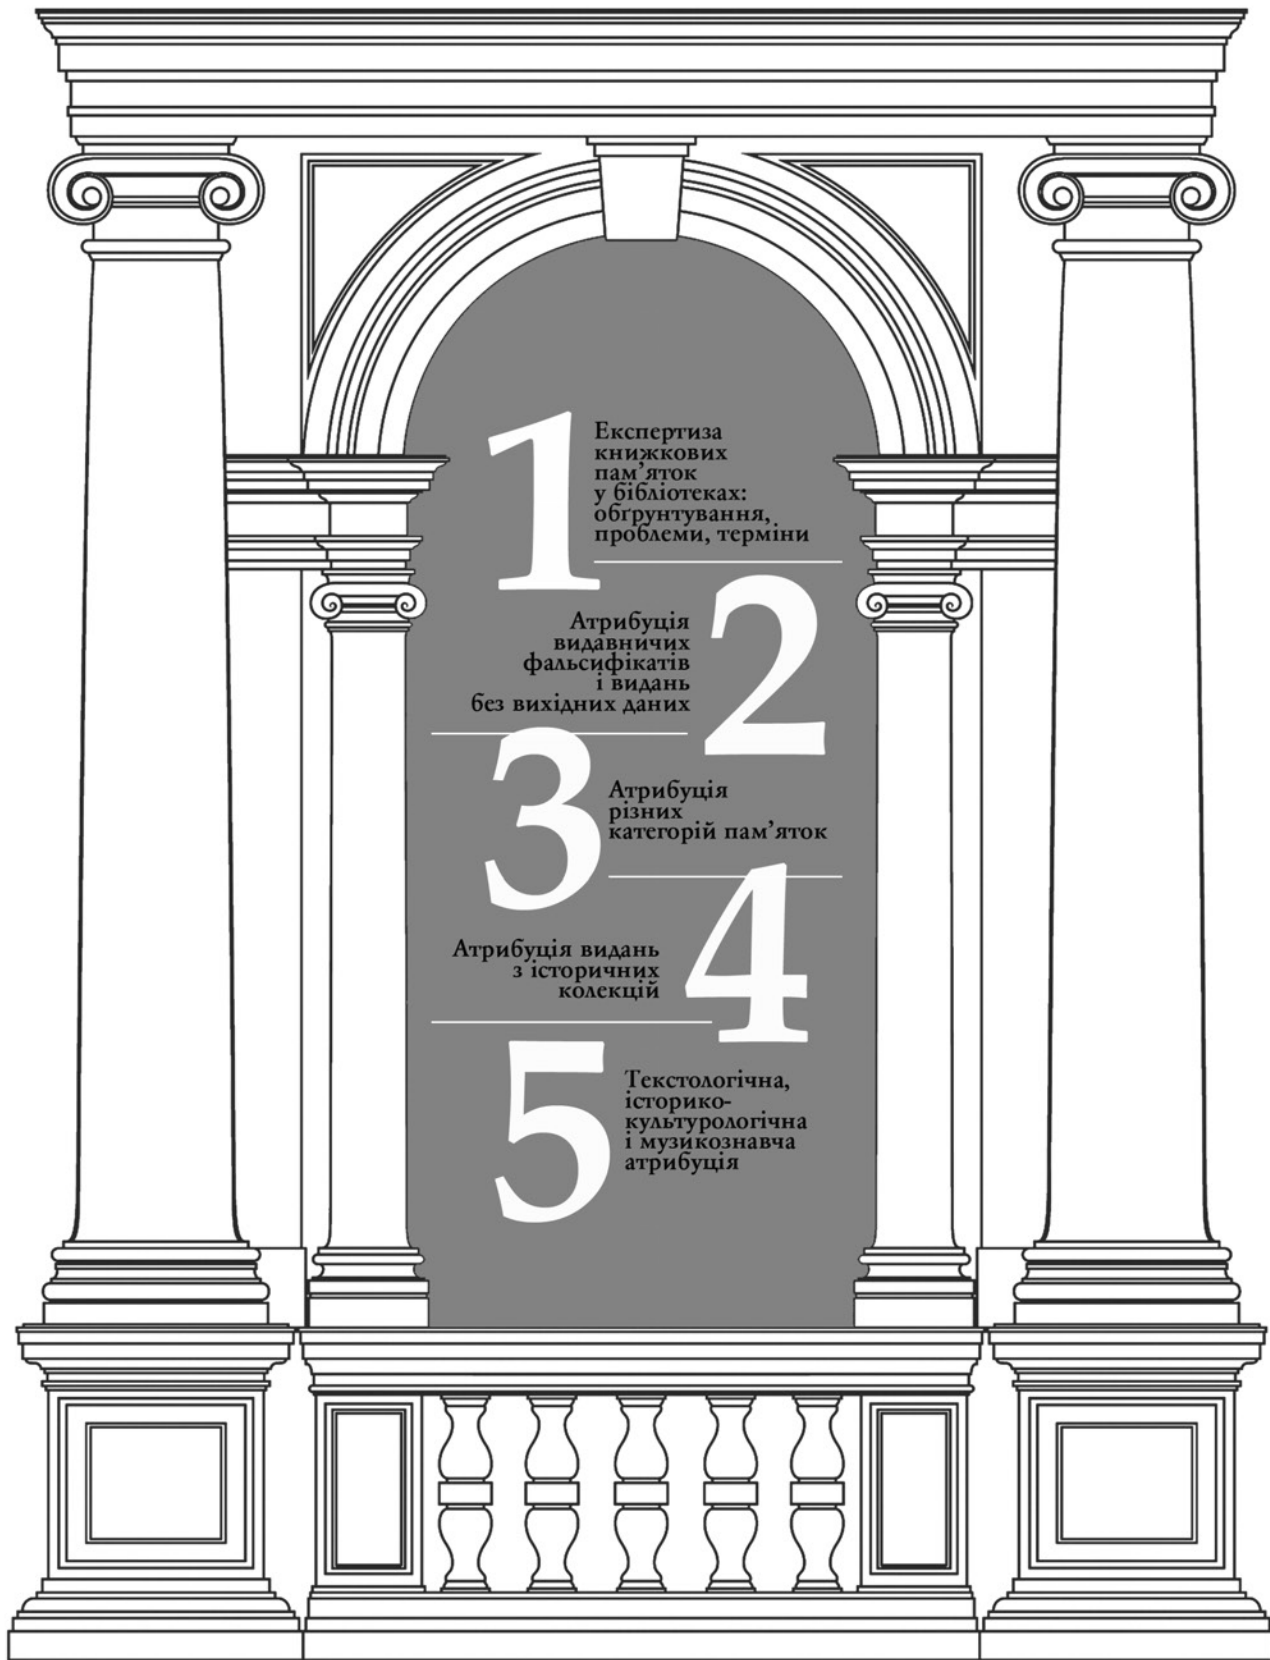 1
Експертиза
книжкових
пам’яток
у бібліотеках:
обґрунтування,
проблеми, терміни
2
Атрибуція
видавничих
фальсифікатів
і видань
без вихідних даних
3
Атрибуція
різних
категорій пам’яток
4
Атрибуція видань
з історичних
колекцій
5
Текстологічна,
історико-
культурологічна
і музикознавча
атрибуція